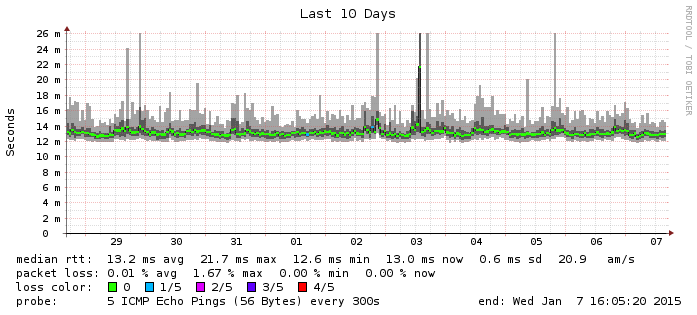 Last 10 Days
RRDTOOL / TOBI OETIKER
Seconds
26 m
24 m
22 m
20 m
18 m
16 m
14 m
12 m
10 m
8 m
6 m
4 m
2 m
0
29 30 31 01 02 03 04 05 06 07
median rtt: 13.2 ms avg 21.7 ms max 12.6 ms min 13.0 ms now 0.6 ms sd 20.9 am/s
packet loss: 0.01 % avg 1.67 % max 0.00 % min 0.00 % now
loss color: 0 1/5 2/5 3/5 4/5
probe: 5 ICMP Echo Pings (56 Bytes) every 300s end: Wed Jan 7 16:05:20 2015